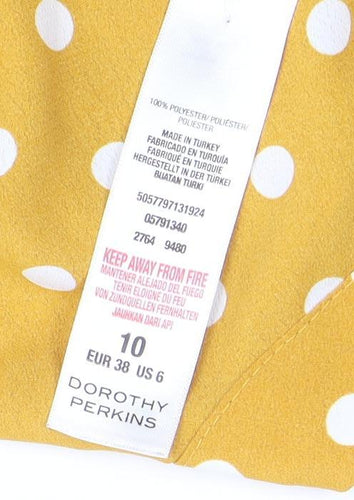 100% POLYESTER/ POLIÉSTER/
POLIESTER
MADE IN TURKEY
FABRICADO EN TURQUÍA
FABRIQUÉ EN TURQUIE
HERGESTELLT IN DER TÜRKEI
BUATAN TURKI
5057797131924
05791340
2764 9480
KEEP AWAY FROM FIRE
MANTENER ALEJADO DEL FUEGO
TENIR ELOIGNE DU FEU
VON ZUNDQUELLEN FERNHALTEN
JAUHKAN DARI API
10
EUR 38 US 6
DOROTHY
PERKINS